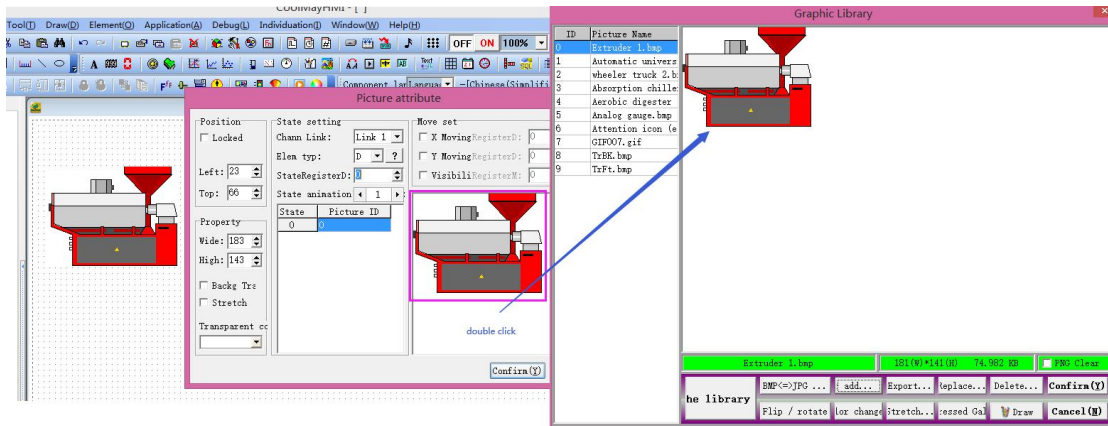 CoolMayHMI - [ ]
Tool(T) Draw(D) Element(O) Application(A) Debug(L) Individuation(I) Window(W) Help(H)
OFF ON 100%
A 888
Text
Component lan Languag —Chinese(Simplifi
Picture attribute
Position
Locked
Left: 23
Top: 66
Property
Wide: 183
High: 143
Backg Tra
Stretch
Transparent co
State setting
Chann Link: Link 1
Elem typ: D ?
StateRegisterD: 0
State animation 1
State Picture ID
0 0
Move set
X Moving RegisterD: 0
Y Moving RegisterD: 0
Visibili RegisterM: 0
double click
Confirm(Y)
Graphic Library
ID Picture Name
0 Extruder 1.bmp
1 Automatic univers
2 wheeler truck 2.b
3 Absorption chille
4 Aerobic digester
5 Analog gauge.bmp
6 Attention icon (e
7 GIF007.gif
8 TrBK.bmp
9 TrFt.bmp
Extruder 1.bmp 181(W)*141(H) 74.982 KB PNG Clear
he library
BMP<=>JPG ... add... Export... Replace... Delete... Confirm(Y)
Flip / rotate lor change Stretch... ressed Gal Draw Cancel(N)